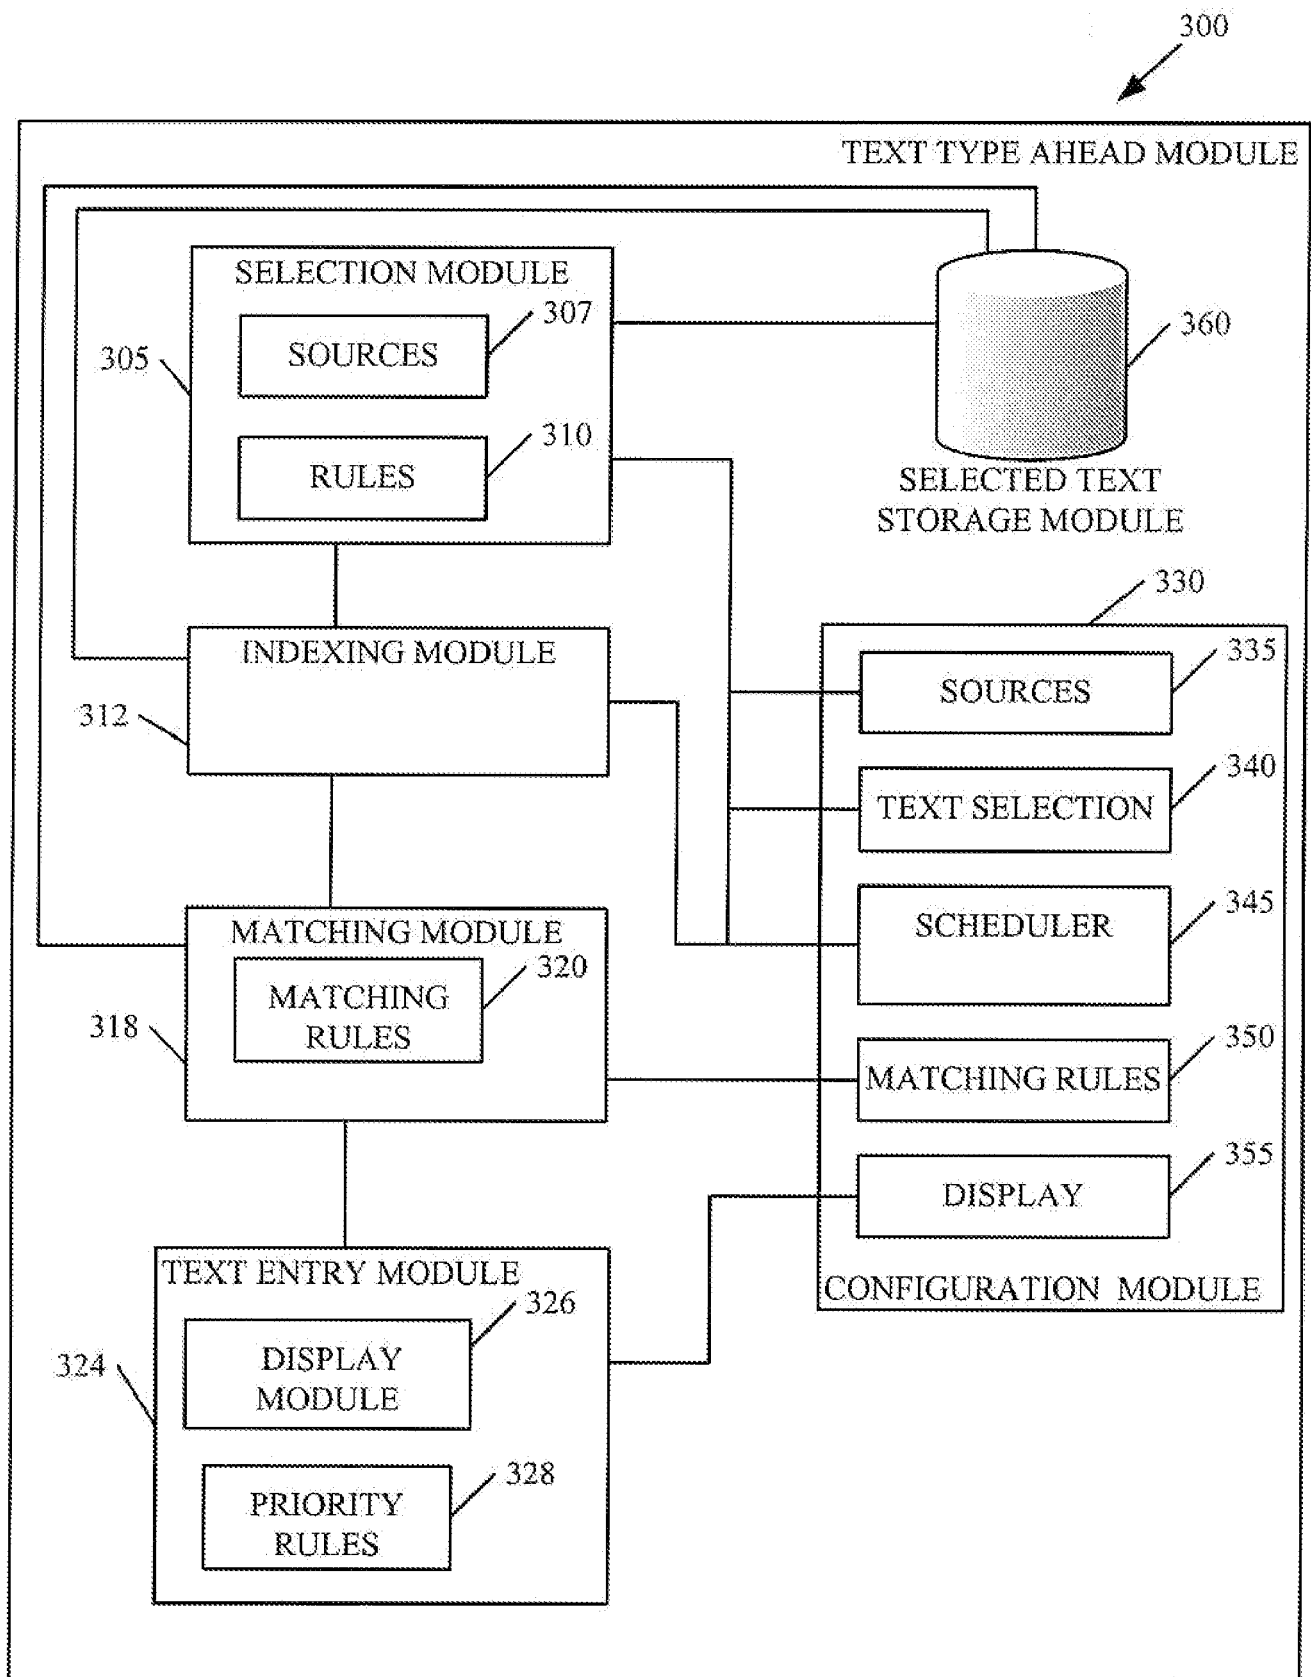 300
TEXT TYPE AHEAD MODULE
SELECTION MODULE
307
SOURCES
305
310
RULES
360
SELECTED TEXT
STORAGE MODULE
330
INDEXING MODULE
312
335
SOURCES
340
TEXT SELECTION
345
SCHEDULER
MATCHING MODULE
320
MATCHING
RULES
318
350
MATCHING RULES
355
DISPLAY
CONFIGURATION MODULE
TEXT ENTRY MODULE
326
DISPLAY
MODULE
324
328
PRIORITY
RULES